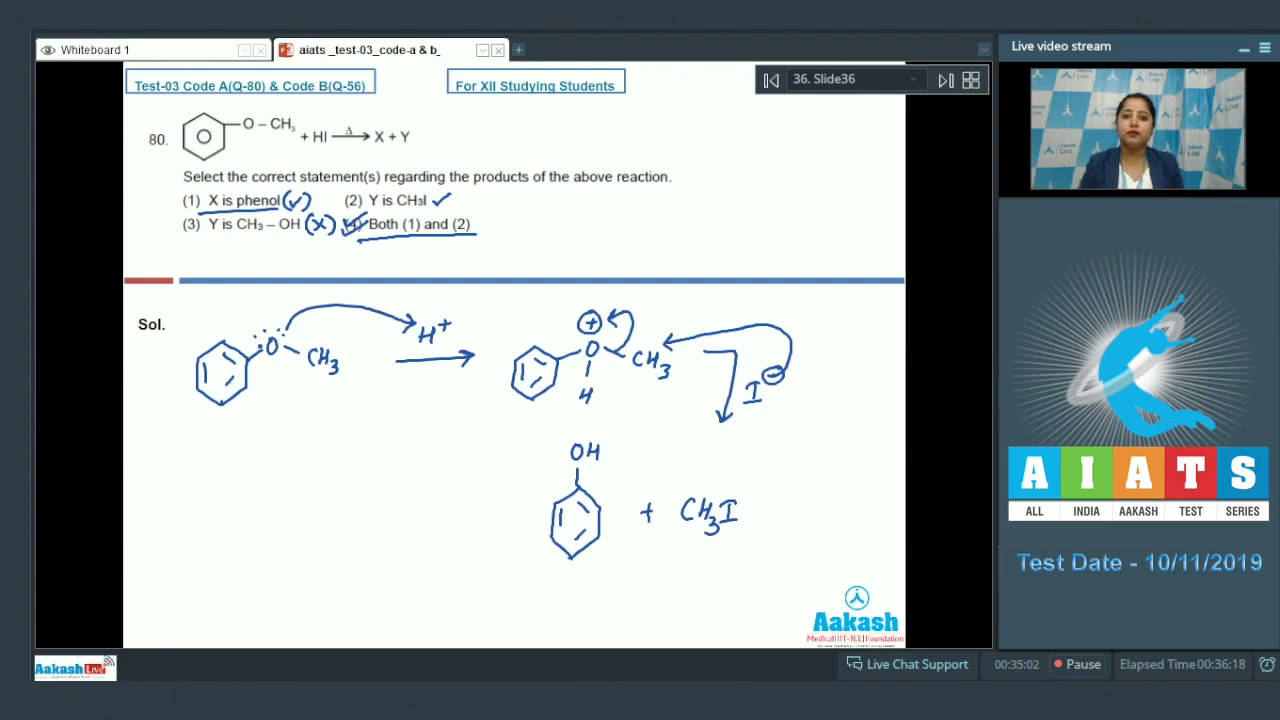 Whiteboard 1
aiats _test-03_code-a & b_
Live video stream
Test-03 Code A(Q-80) & Code B(Q-56)
For XII Studying Students
36. Slide36
80.
O – CH3
+ HI Δ→ X + Y
Select the correct statement(s) regarding the products of the above reaction.
(1) X is phenol (✓) (2) Y is CH₃I ✓
(3) Y is CH₃ – OH (x) (4) Both (1) and (2)
Sol.
O – CH3
H+
+
O CH3
H
I⊖
OH
+ CH3I
Aakash
Medical|IIT-JEE|Foundation
AIATS
ALL INDIA AAKASH TEST SERIES
Test Date - 10/11/2019
Aakash Live
Live Chat Support
00:35:02
Pause
Elapsed Time 00:36:18